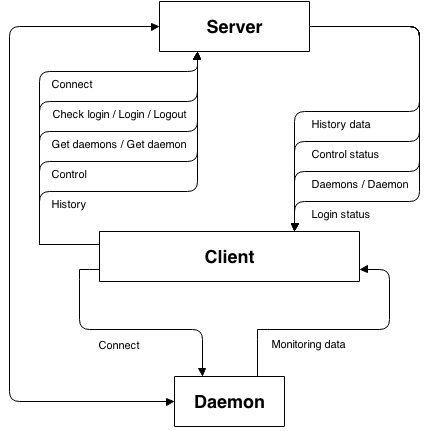 Server
Connect
Check login / Login / Logout
Get daemons / Get daemon
Control
History
History data
Control status
Daemons / Daemon
Login status
Client
Connect
Monitoring data
Daemon